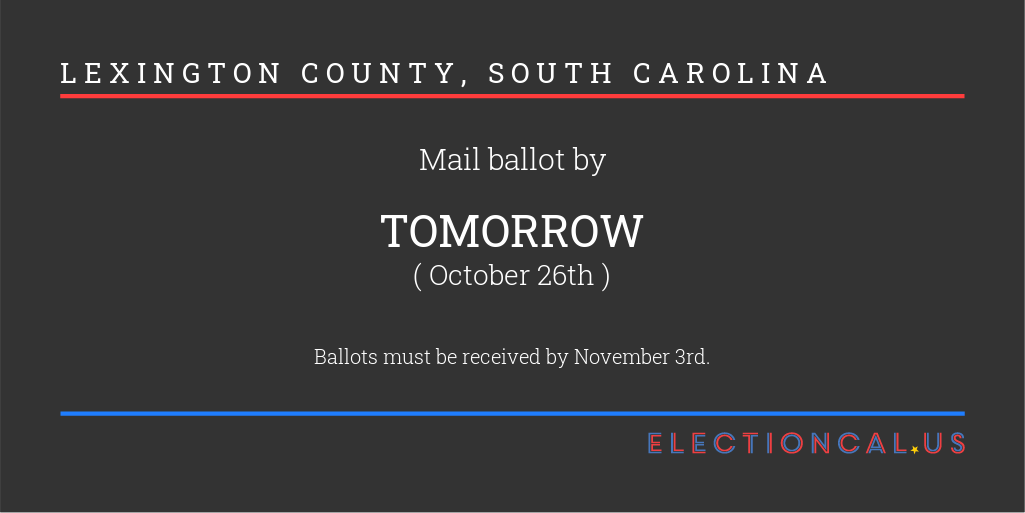 LEXINGTON COUNTY, SOUTH CAROLINA
Mail ballot by
TOMORROW
( October 26th )
Ballots must be received by November 3rd.
ELECTIONCAL.US